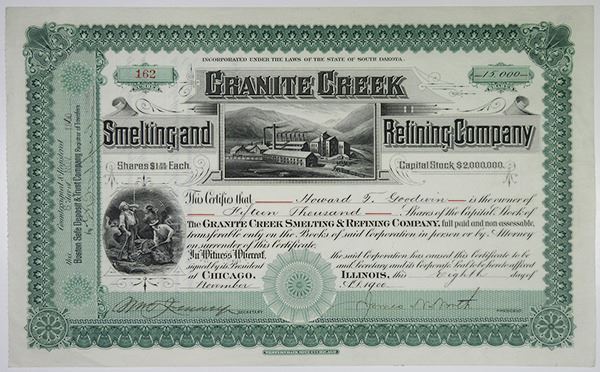 INCORPORATED UNDER THE LAWS OF THE STATE OF SOUTH DAKOTA.
162
GRANITE CREEK
15,000
Smelting and
Refining Company
Shares $1.00 Each.
Capital Stock $2,000,000.
This Certifies that Howard F. Goodwin is the owner of
Fifteen Thousand Shares of the Capital Stock of
THE GRANITE CREEK SMELTING & REFINING COMPANY, full paid and non assessable,
transferable only on the Books of said Corporation in person or by Attorney
on surrender of this Certificate.
In Witness Whereof, the said Corporation has caused this Certificate to be
signed by its President and Secretary, and its Corporate Seal to be hereto affixed
at CHICAGO, ILLINOIS, this Eighth day of
November A.D. 1900
SECRETARY
PRESIDENT
Countersigned & Registered
this
Boston Safe Deposit & Trust Company Registrar of Transfers